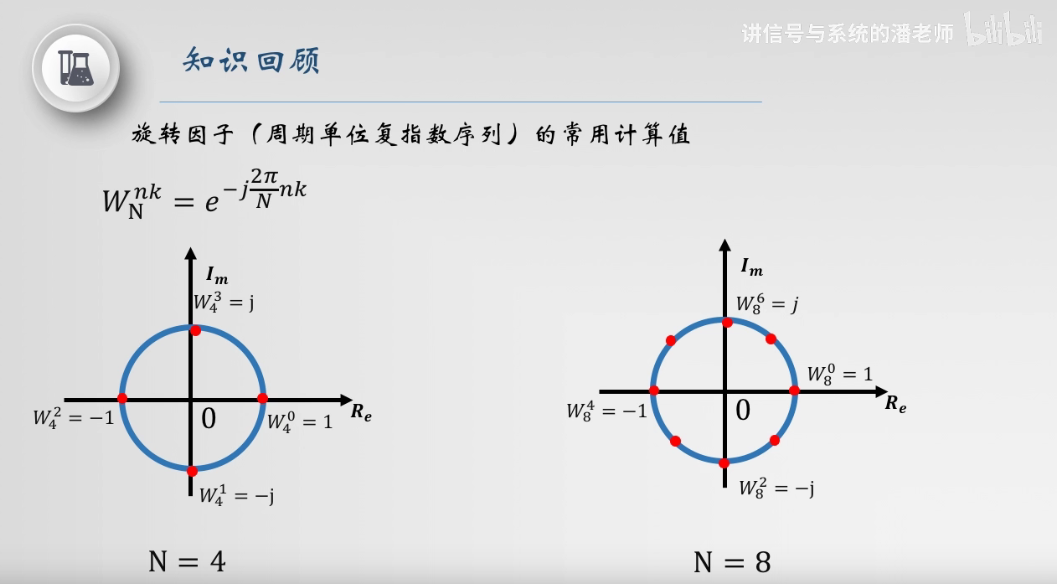 讲信号与系统的潘老师 bilibili
知识回顾
旋转因子（周期单位复指数序列）的常用计算值
W_N^{nk} = e^{-j\frac{2π}{N}nk}
I_m
W_4^3 = j
W_4^2 = −1
0
W_4^0 = 1
R_e
W_4^1 = −j
N = 4
I_m
W_8^6 = j
W_8^0 = 1
W_8^4 = −1
0
R_e
W_8^2 = −j
N = 8